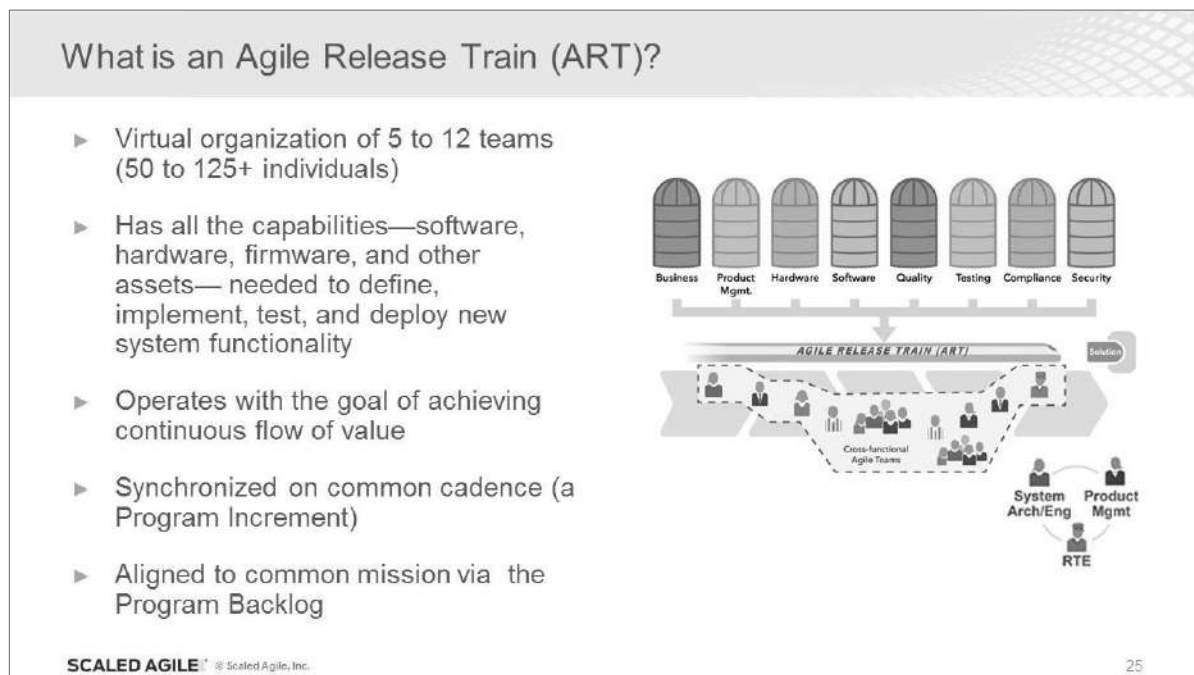 What is an Agile Release Train (ART)?
► Virtual organization of 5 to 12 teams
(50 to 125+ individuals)
► Has all the capabilities—software,
hardware, firmware, and other
assets— needed to define,
implement, test, and deploy new
system functionality
► Operates with the goal of achieving
continuous flow of value
► Synchronized on common cadence (a
Program Increment)
► Aligned to common mission via the
Program Backlog
Business Product Mgmt. Hardware Software Quality Testing Compliance Security
AGILE RELEASE TRAIN (ART)
Solution
Cross-functional
Agile Teams
System
Arch/Eng
Product
Mgmt
RTE
SCALED AGILE © Scaled Agile, Inc.
25